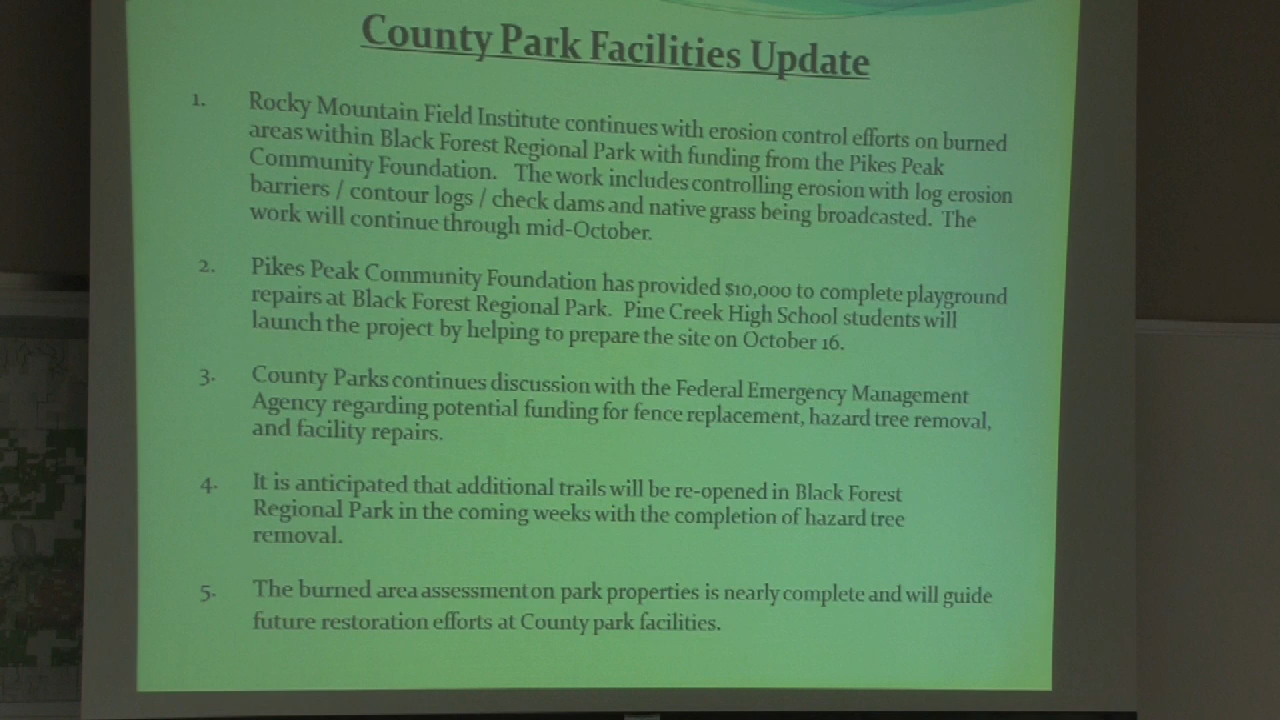 County Park Facilities Update
1. Rocky Mountain Field Institute continues with erosion control efforts on burned
areas within Black Forest Regional Park with funding from the Pikes Peak
Community Foundation. The work includes controlling erosion with log erosion
barriers / contour logs / check dams and native grass being broadcasted. The
work will continue through mid-October.
2. Pikes Peak Community Foundation has provided $10,000 to complete playground
repairs at Black Forest Regional Park. Pine Creek High School students will
launch the project by helping to prepare the site on October 16.
3. County Parks continues discussion with the Federal Emergency Management
Agency regarding potential funding for fence replacement, hazard tree removal,
and facility repairs.
4. It is anticipated that additional trails will be re-opened in Black Forest
Regional Park in the coming weeks with the completion of hazard tree
removal.
5. The burned area assessment on park properties is nearly complete and will guide
future restoration efforts at County park facilities.